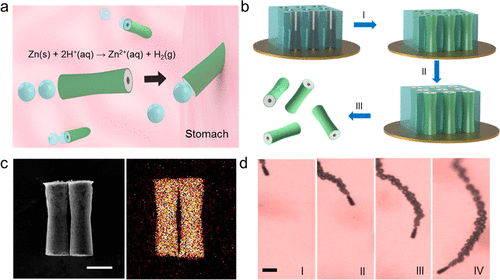 a
Zn(s) + 2H⁺(aq) → Zn²⁺(aq) + H₂(g)
Stomach
b
I
II
III
c
d
I
II
III
IV